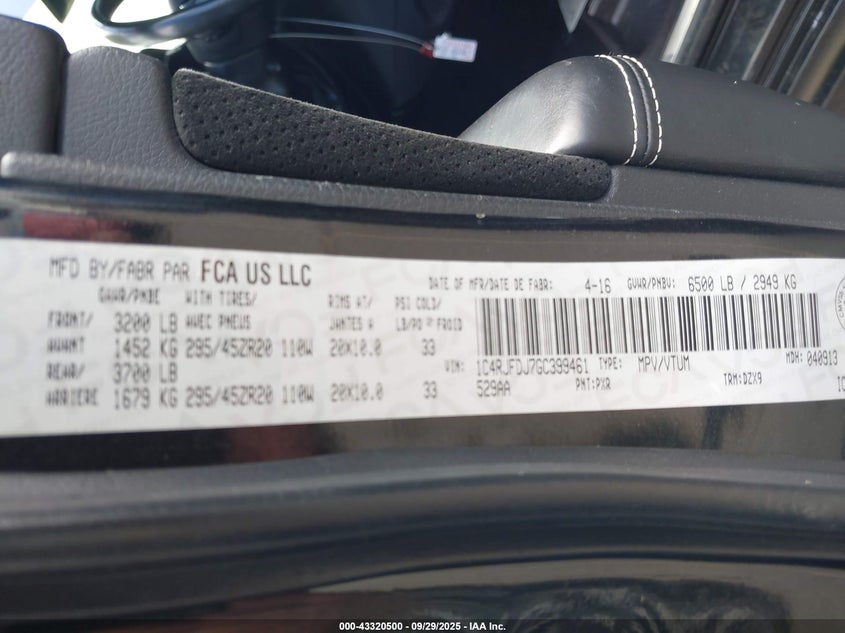 MFD BY/FABR PAR FCA US LLC DATE OF MFR/DATE DE FABR: 4-16 GVWR/PNBV: 6500 LB / 2949 KG
GAWR/PNBE WITH TIRES/ RIMS AT/ PSI COLD/
FRONT/ 3200 LB AVEC PNEUS JANTES A LB/PO² FROID
AVANT 1452 KG 295/45ZR20 110W 20X10.0 33
REAR/ 3700 LB
ARRIERE 1679 KG 295/45ZR20 110W 20X10.0 33
VIN: 1C4RJFDJ7GC399461 TYPE: MPV/VTUM MDH: 040913
529AA PNT:PXR TRM:DZX9
000-43320500 - 09/29/2025 - IAA Inc.